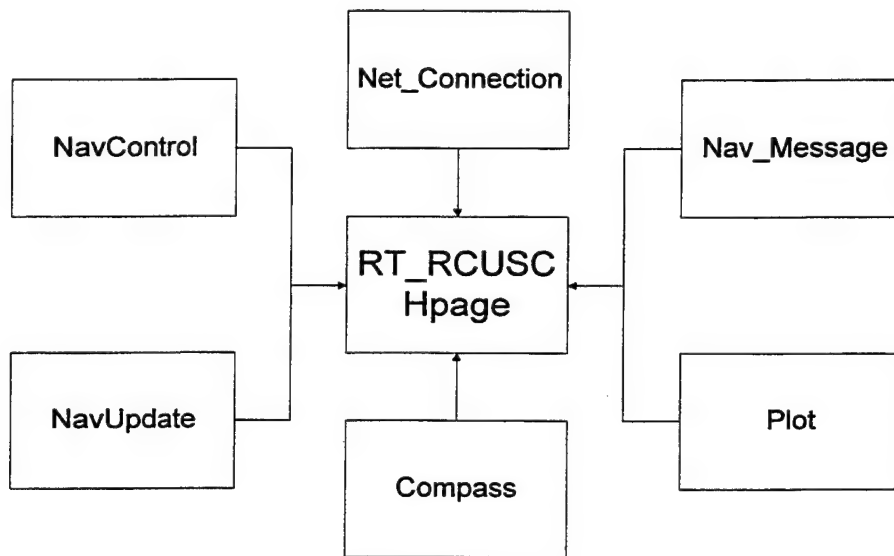 Net_Connection
NavControl
Nav_Message
RT_RCUSC
Hpage
NavUpdate
Plot
Compass